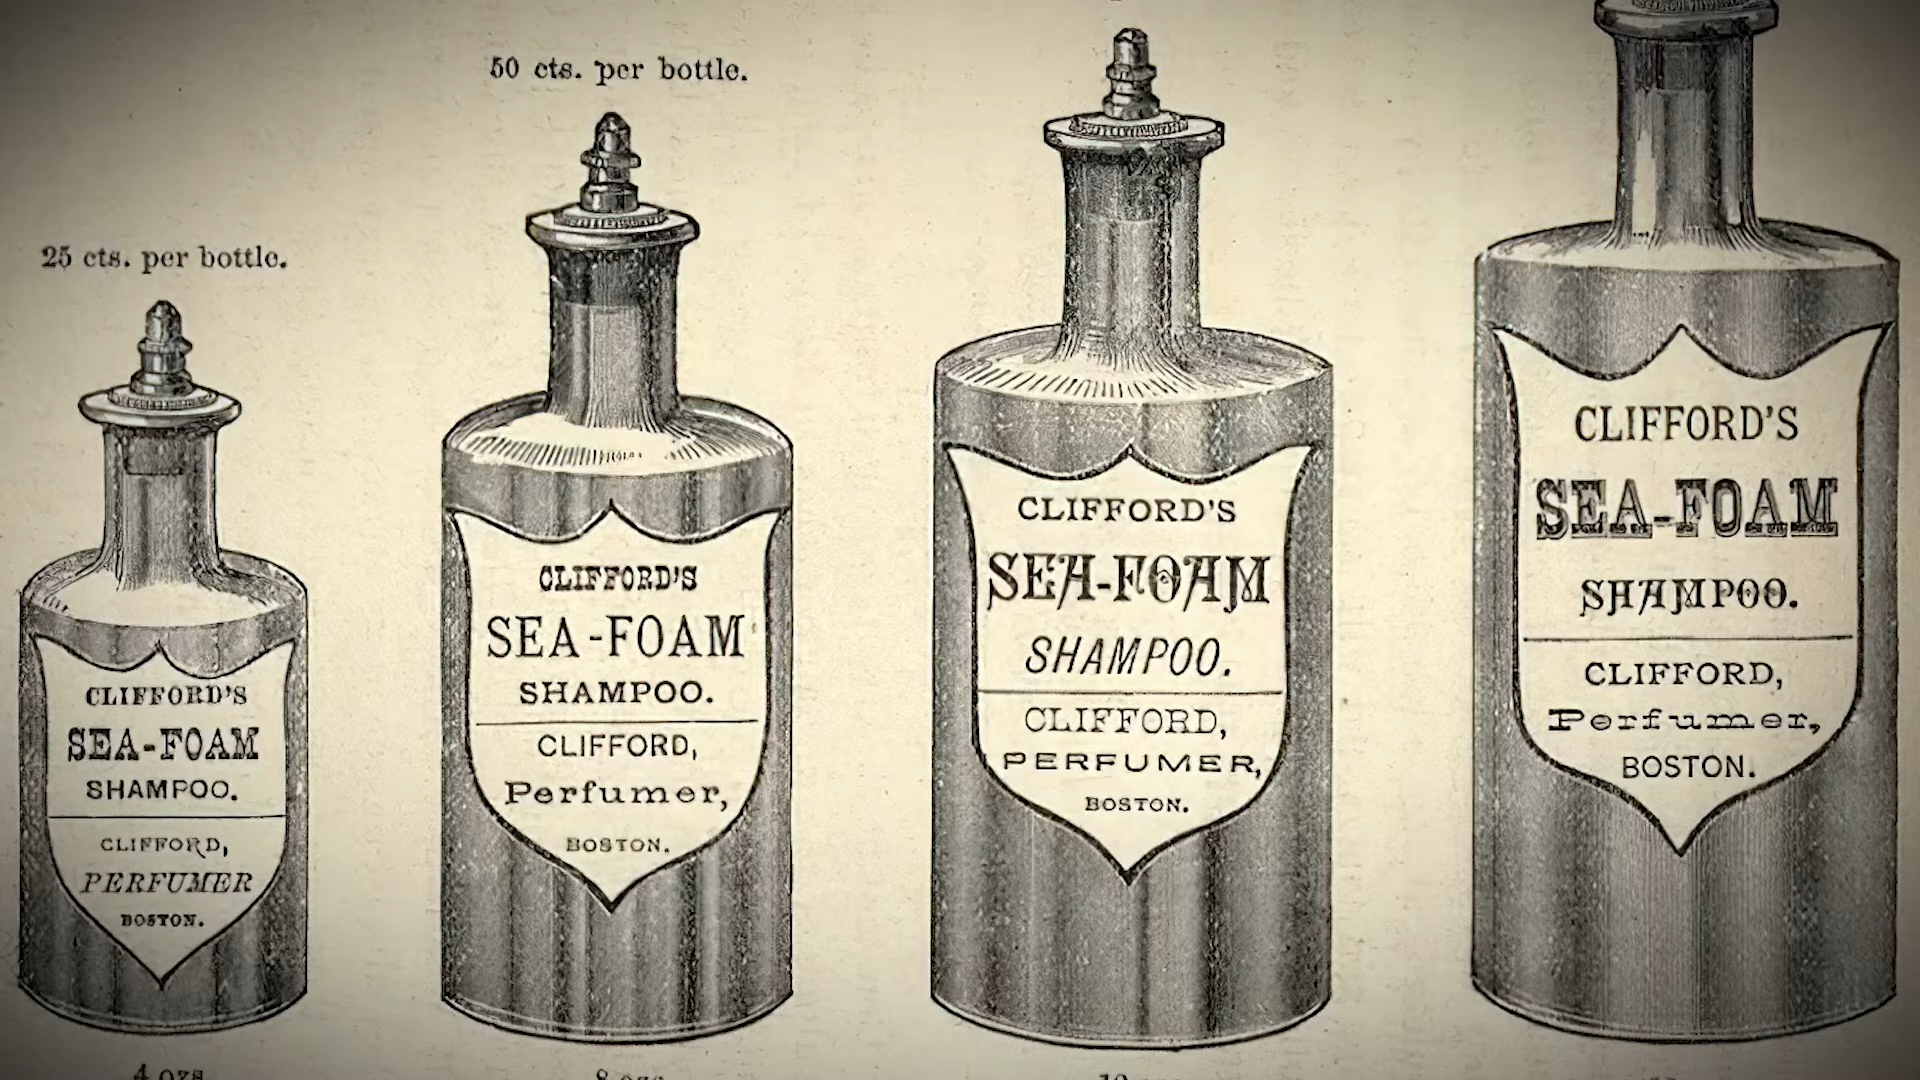 25 cts. per bottle.
CLIFFORD'S
SEA-FOAM
SHAMPOO.
CLIFFORD,
PERFUMER
BOSTON.
4 ozs
50 cts. per bottle.
CLIFFORD'S
SEA-FOAM
SHAMPOO.
CLIFFORD,
Perfumer,
BOSTON.
8 ozs
CLIFFORD'S
SEA-FOAM
SHAMPOO.
CLIFFORD,
PERFUMER,
BOSTON.
CLIFFORD'S
SEA-FOAM
SHAMPOO.
CLIFFORD,
Perfumer,
BOSTON.